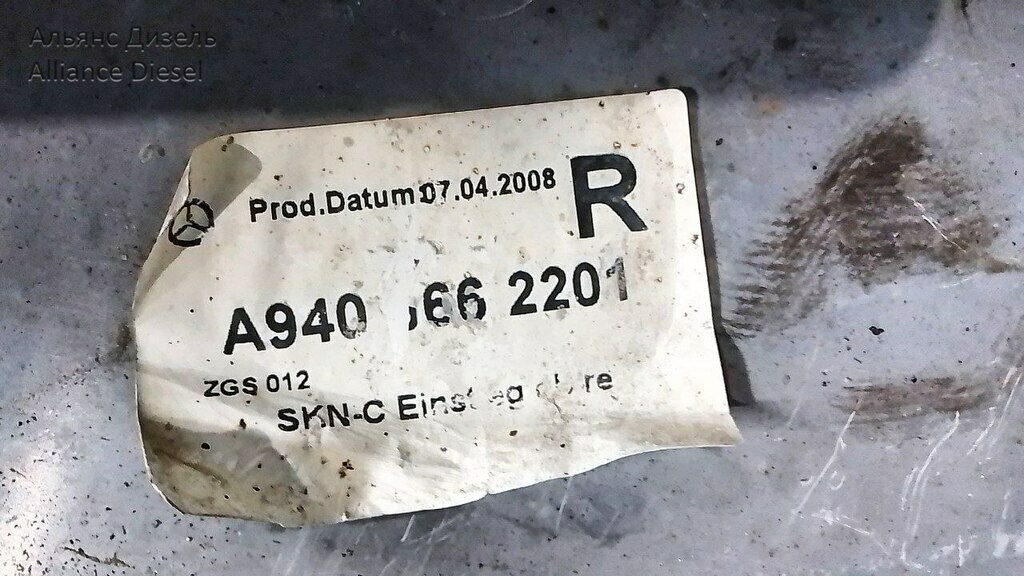 Альянс Дизель
Alliance Diesel
Prod.Datum:07.04.2008
R
A940 2201
ZGS 012
SKN-C